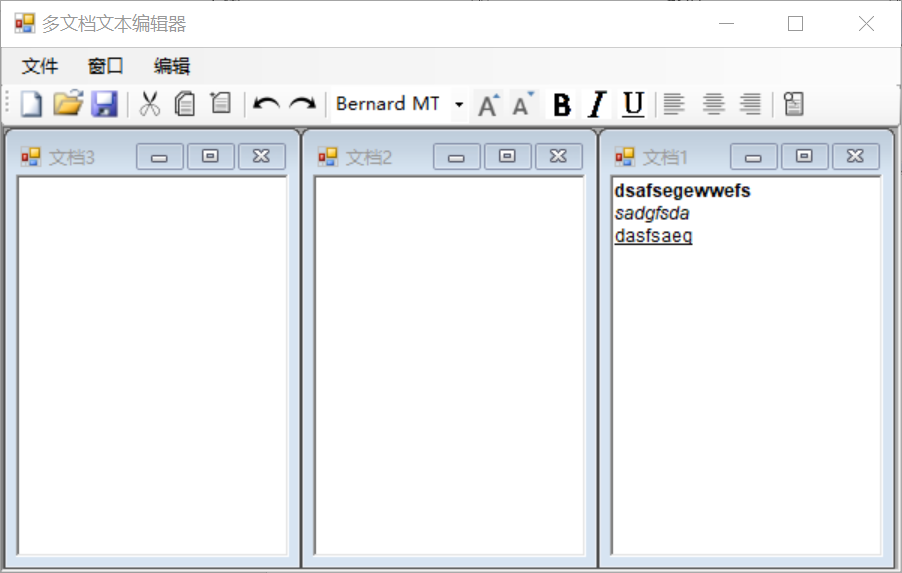 多文档文本编辑器
文件 窗口 编辑
Bernard MT A A B I U
文档3 文档2 文档1
dsafsegewwefs
sadgfsda
dasfsaeq